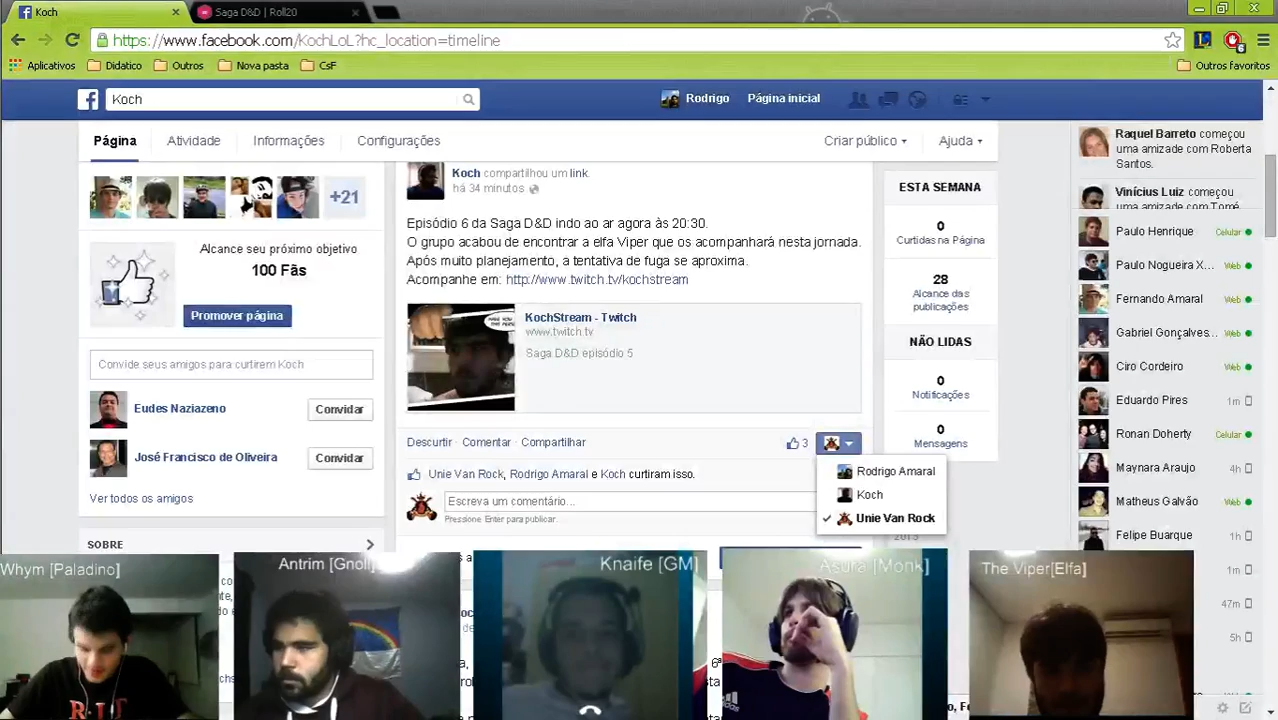 Koch
Saga D&D | Roll20
https://www.facebook.com/KochLoL?hc_location=timeline
6
Aplicativos
Didatico
Outros
Nova pasta
CsF
Outros favoritos
Koch
Rodrigo
Página inicial
Página
Atividade
Informações
Configurações
Criar público
Ajuda
+21
Alcance seu próximo objetivo
100 Fãs
Promover página
Convide seus amigos para curtirem Koch
Eudes Naziazeno
Convidar
José Francisco de Oliveira
Convidar
Ver todos os amigos
SOBRE
Koch compartilhou um link.
há 34 minutos
Episódio 6 da Saga D&D indo ao ar agora às 20:30.
O grupo acabou de encontrar a elfa Viper que os acompanhará nesta jornada.
Após muito planejamento, a tentativa de fuga se aproxima.
Acompanhe em: http://www.twitch.tv/kochstream
KochStream - Twitch
www.twitch.tv
Saga D&D episódio 5
Descurtir · Comentar · Compartilhar
3
Unie Van Rock, Rodrigo Amaral e Koch curtiram isso.
Escreva um comentário...
Pressione Enter para publicar.
Rodrigo Amaral
Koch
Unie Van Rock
ESTA SEMANA
0
Curtidas na Página
28
Alcance das
publicações
NÃO LIDAS
0
Notificações
0
Mensagens
2013
Raquel Barreto começou
uma amizade com Roberta
Santos.
Vinícius Luiz começou
uma amizade com Tomé
Paulo Henrique
Celular
Paulo Nogueira X...
Web
Fernando Amaral
Web
Gabriel Gonçalves...
Web
Ciro Cordeiro
Web
Eduardo Pires
1m
Ronan Doherty
Celular
Maynara Araujo
4h
Matheus Galvão
Web
Felipe Buarque
1h
1m
47m
5h
Whym [Paladino]
Antrim [Gnoll]
Knaife [GM]
Asura [Monk]
The Viper[Elfa]